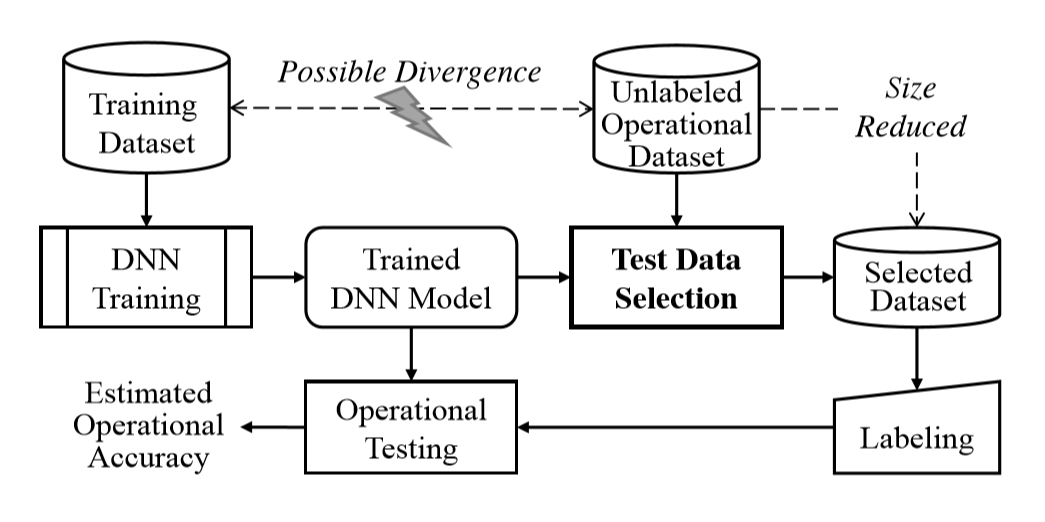 Possible Divergence
Training
Dataset
Unlabeled
Operational
Dataset
Size
Reduced
DNN
Training
Trained
DNN Model
Test Data
Selection
Selected
Dataset
Estimated
Operational
Accuracy
Operational
Testing
Labeling